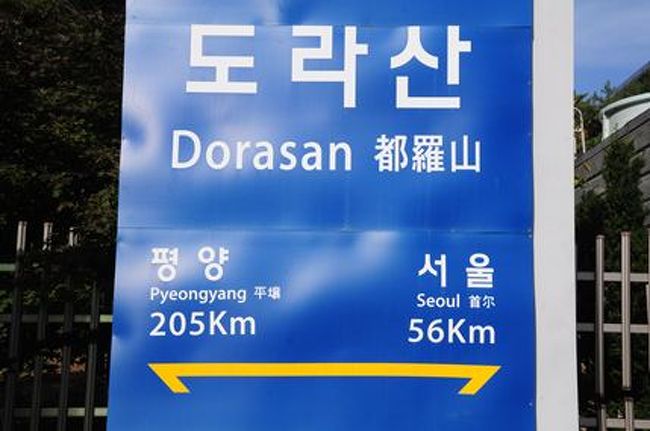 도라산
Dorasan 都羅山
평양
Pyeongyang 平壤
205Km
서울
Seoul 首尔
56Km